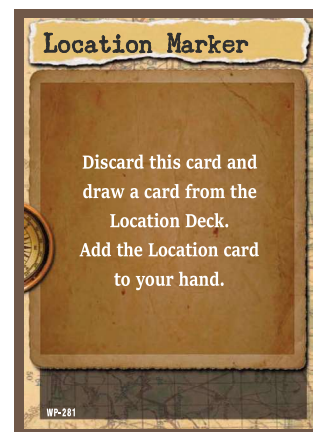 Location Marker
Discard this card and
draw a card from the
Location Deck.
Add the Location card
to your hand.
WP-281